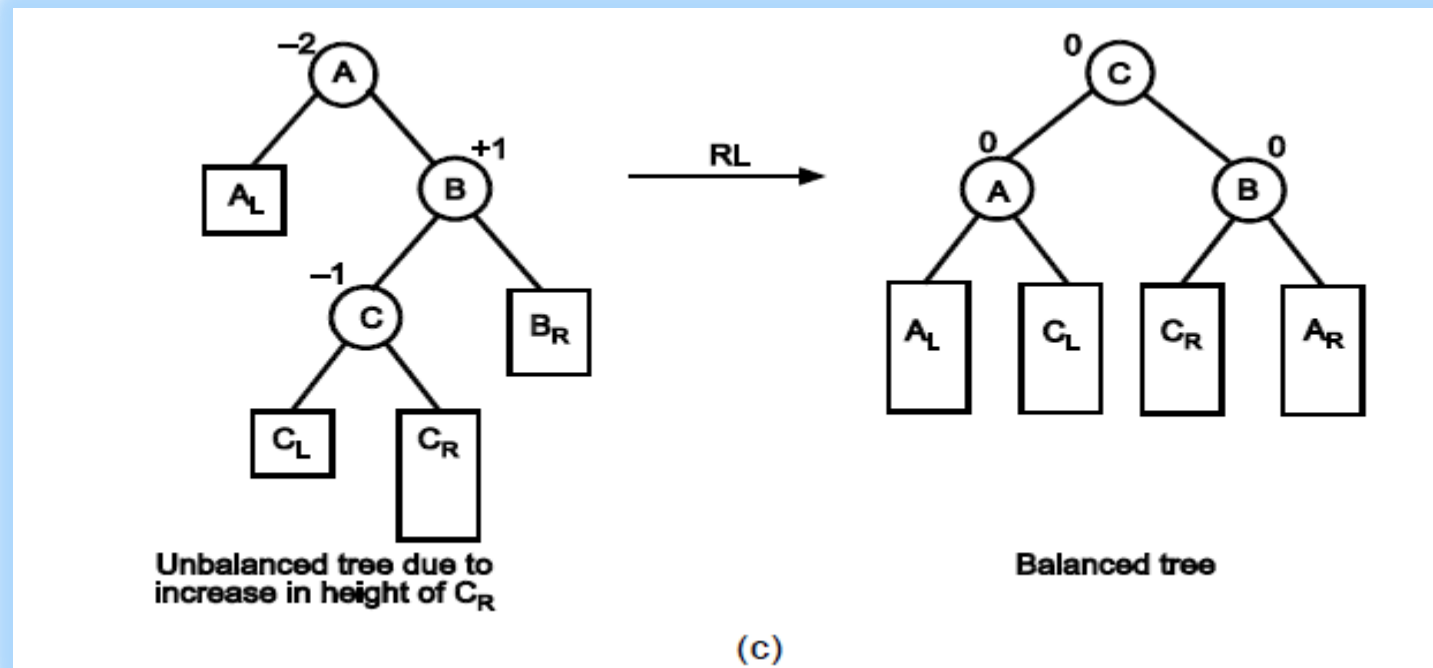 –2
A
0
C
+1
RL
0
0
A_L
B
A
B
–1
C
B_R
A_L
C_L
C_R
A_R
C_L
C_R
Unbalanced tree due to
increase in height of C_R
Balanced tree
(c)